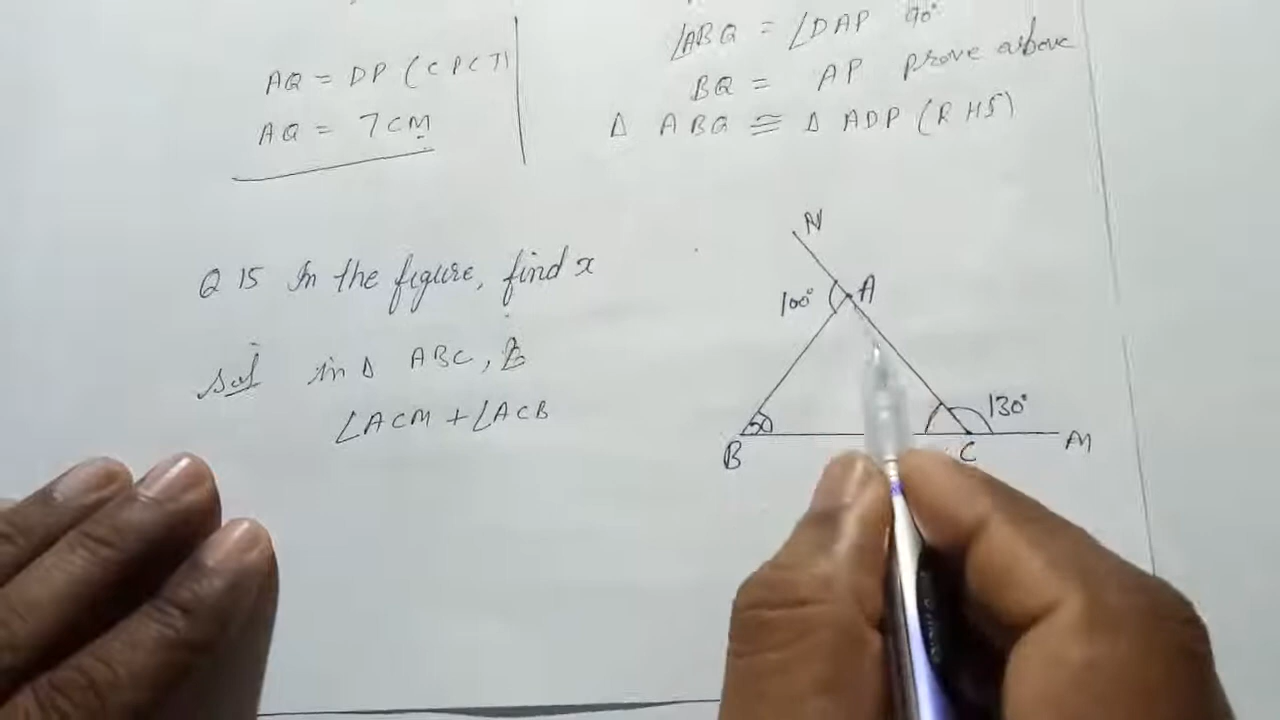 AQ = DP (CPCT)
AQ = 7CM
∠ABQ = ∠DAP 90°
BQ = AP prove above
Δ ABQ ≅ Δ ADP (RHS)
Q 15 In the figure, find x
Sol in Δ ABC,
∠ACM + ∠ACB
N
A
100°
130°
B
C
M